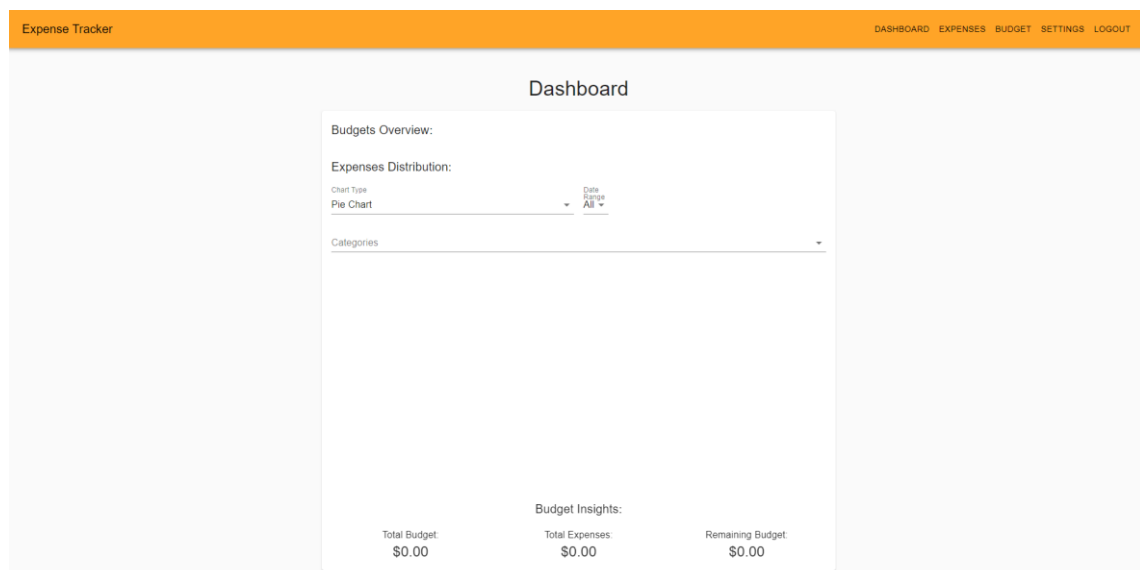 Expense Tracker
DASHBOARD EXPENSES BUDGET SETTINGS LOGOUT
Dashboard
Budgets Overview:
Expenses Distribution:
Chart Type
Pie Chart
Date
Range
All
Categories
Budget Insights:
Total Budget:
$0.00
Total Expenses:
$0.00
Remaining Budget:
$0.00